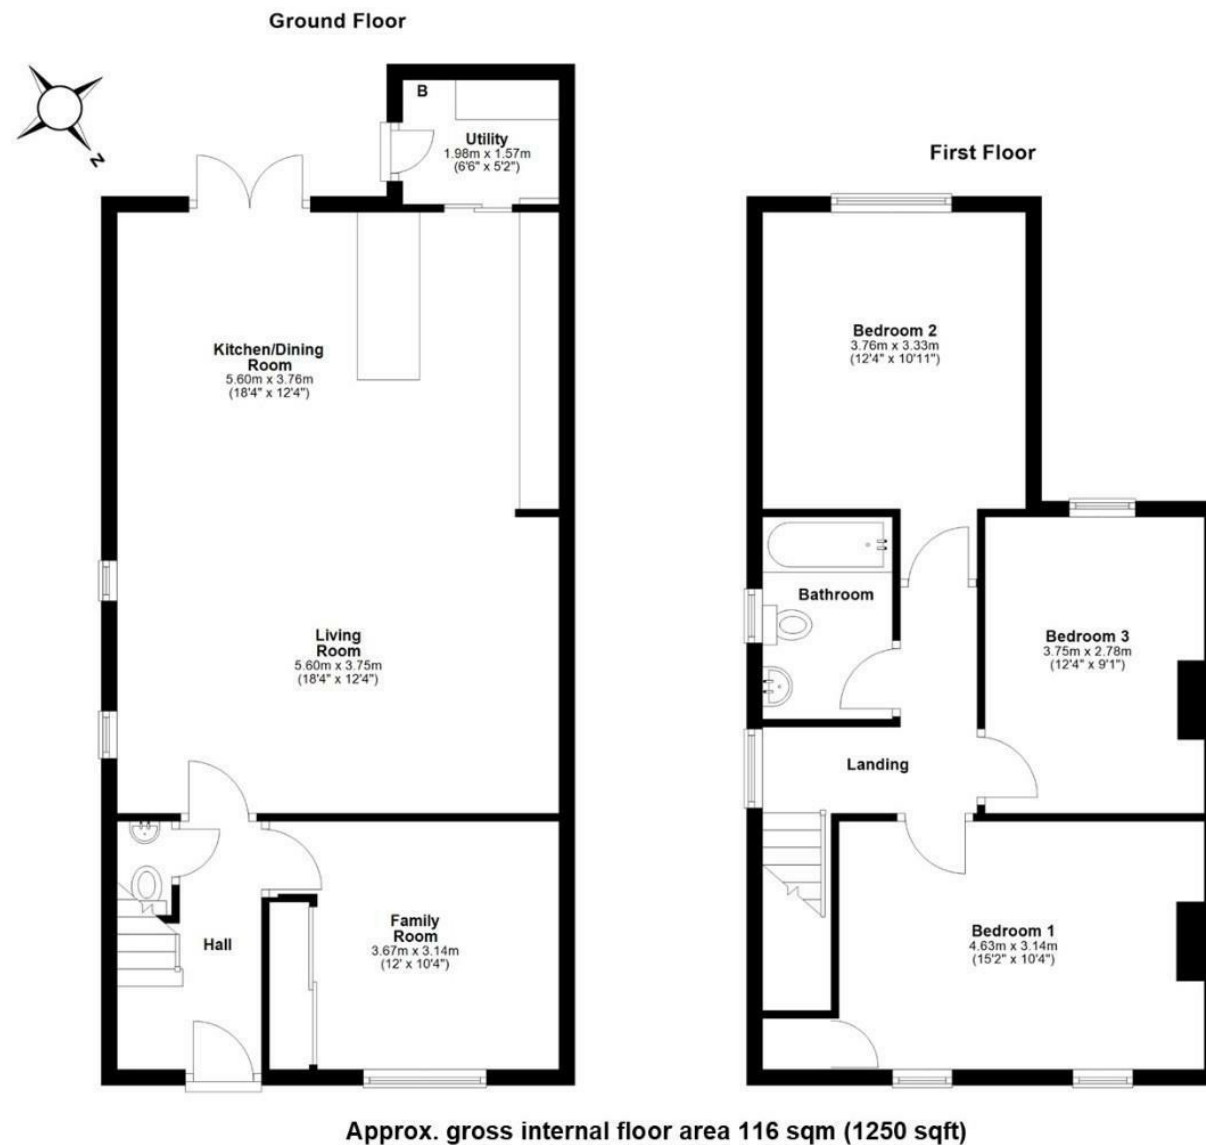 Ground Floor
N
B
Utility
1.98m x 1.57m
(6'6" x 5'2")
Kitchen/Dining
Room
5.60m x 3.76m
(18'4" x 12'4")
Living
Room
5.60m x 3.75m
(18'4" x 12'4")
Hall
Family
Room
3.67m x 3.14m
(12' x 10'4")
First Floor
Bedroom 2
3.76m x 3.33m
(12'4" x 10'11")
Bathroom
Bedroom 3
3.75m x 2.78m
(12'4" x 9'1")
Landing
Bedroom 1
4.63m x 3.14m
(15'2" x 10'4")
Approx. gross internal floor area 116 sqm (1250 sqft)